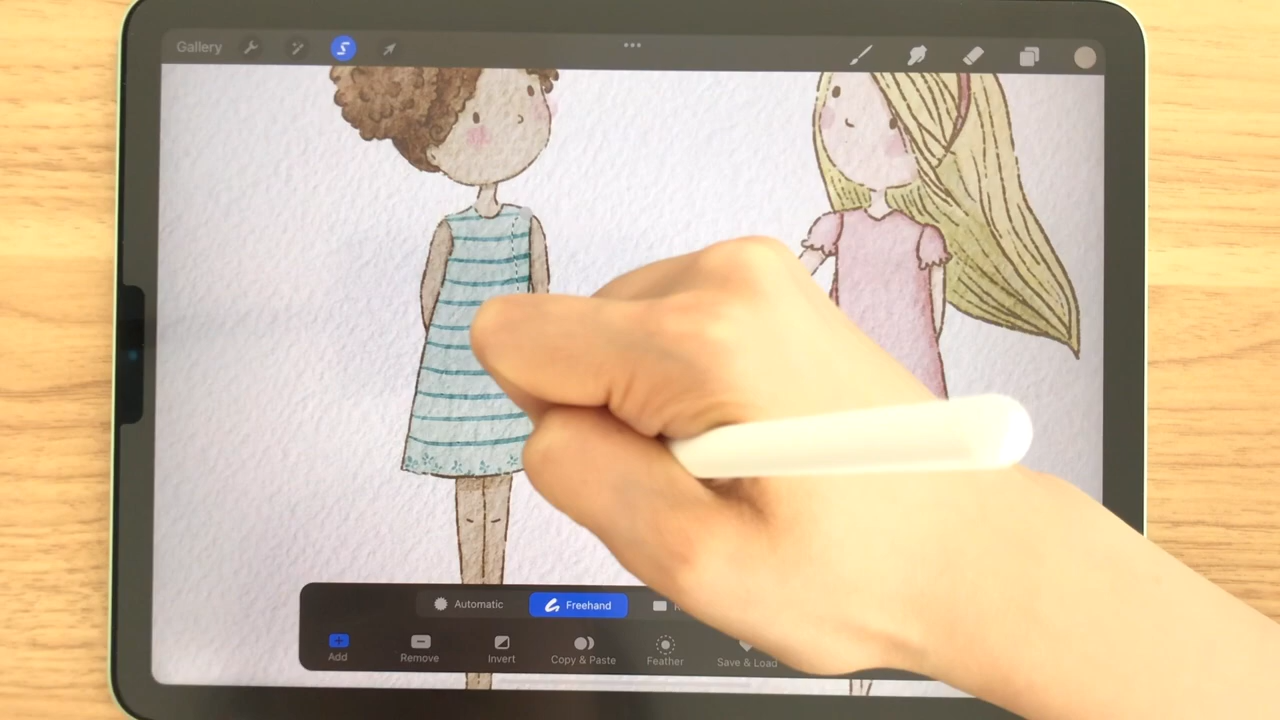 Gallery
Automatic
Freehand
Add
Remove
Invert
Copy & Paste
Feather
Save & Load